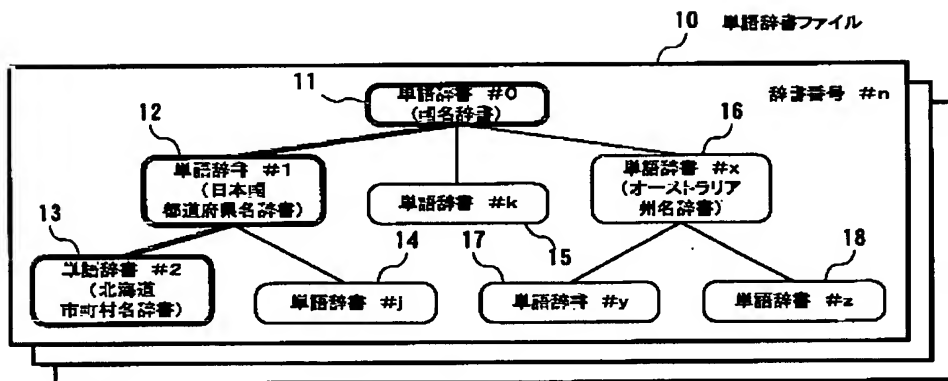 10 単語辞書ファイル
11
単語辞書 #0
(国名辞書)
辞書番号 #n
12
16
単語辞書 #1
(日本国
都道府県名辞書)
単語辞書 #k
単語辞書 #x
(オーストラリア
州名辞書)
13
14
17
15
18
単語辞書 #2
(北海道
市町村名辞書)
単語辞書 #j
単語辞書 #y
単語辞書 #z